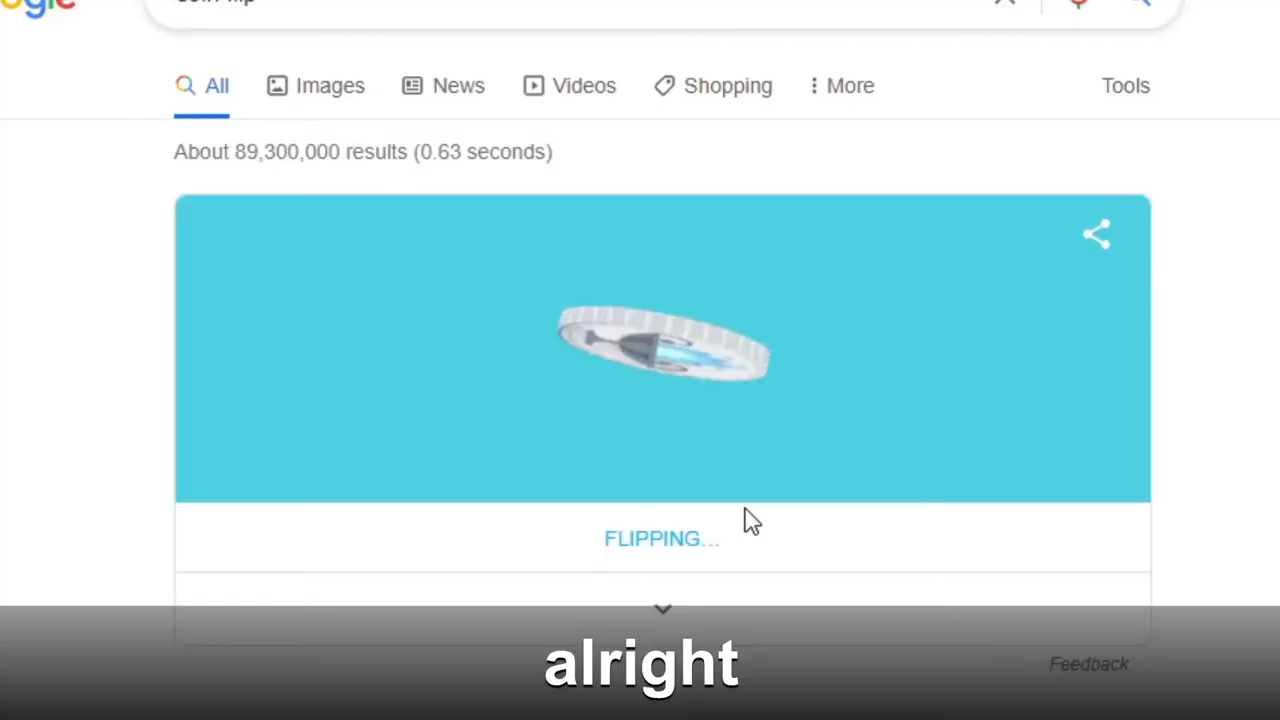 All Images News Videos Shopping More Tools
About 89,300,000 results (0.63 seconds)
FLIPPING...
alright
Feedback